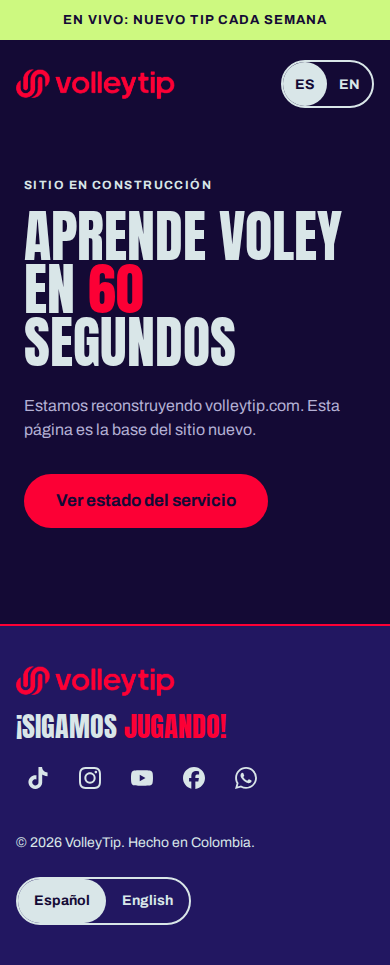 EN VIVO: NUEVO TIP CADA SEMANA
volleytip
ES EN
SITIO EN CONSTRUCCIÓN
APRENDE VOLEY
EN 60
SEGUNDOS
Estamos reconstruyendo volleytip.com. Esta
página es la base del sitio nuevo.
Ver estado del servicio
volleytip
¡SIGAMOS JUGANDO!
© 2026 VolleyTip. Hecho en Colombia.
Español English